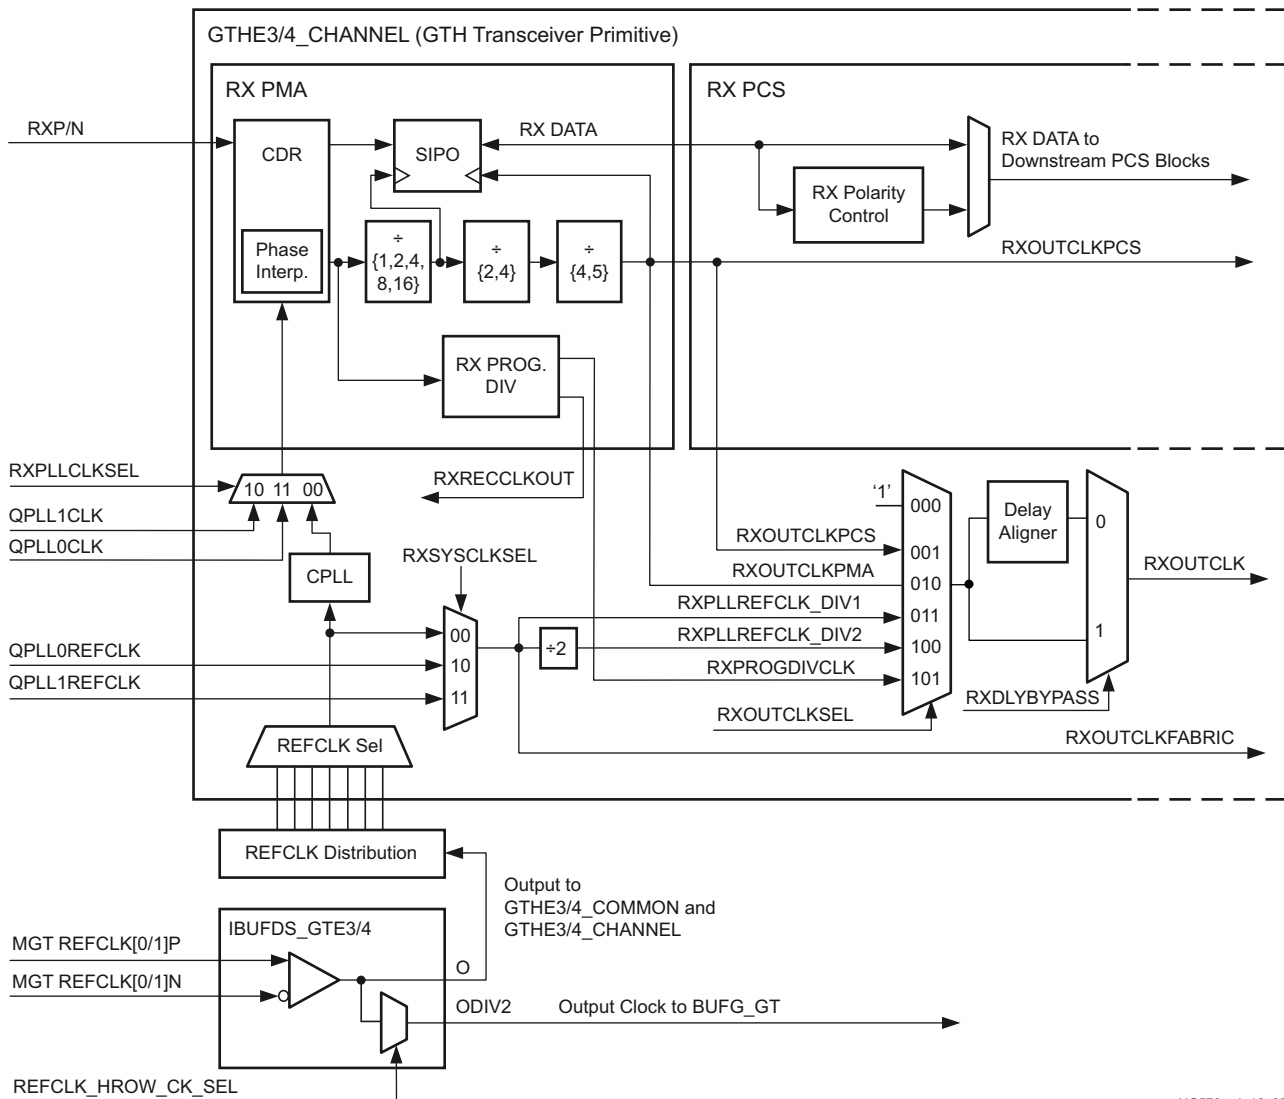 GTHE3/4_CHANNEL (GTH Transceiver Primitive)
RX PMA
RX PCS
RXP/N
CDR
SIPO
RX DATA
RX DATA to
Downstream PCS Blocks
RX Polarity
Control
Phase
Interp.
÷
{1,2,4,
8,16}
÷
{2,4}
÷
{4,5}
RXOUTCLKPCS
RX PROG.
DIV
RXPLLCLKSEL
10 11 00
RXRECCLKOUT
QPLL1CLK
QPLL0CLK
CPLL
RXSYSCLKSEL
'1'
000
RXOUTCLKPCS
001
RXOUTCLKPMA
010
RXPLLREFCLK_DIV1
011
RXPLLREFCLK_DIV2
100
RXPROGDIVCLK
101
Delay
Aligner
0
1
RXOUTCLK
QPLL0REFCLK
QPLL1REFCLK
00
10
11
÷2
RXDLYBYPASS
RXOUTCLKSEL
RXOUTCLKFABRIC
REFCLK Sel
REFCLK Distribution
Output to
GTHE3/4_COMMON and
GTHE3/4_CHANNEL
IBUFDS_GTE3/4
MGT REFCLK[0/1]P
MGT REFCLK[0/1]N
O
ODIV2
Output Clock to BUFG_GT
REFCLK_HROW_CK_SEL